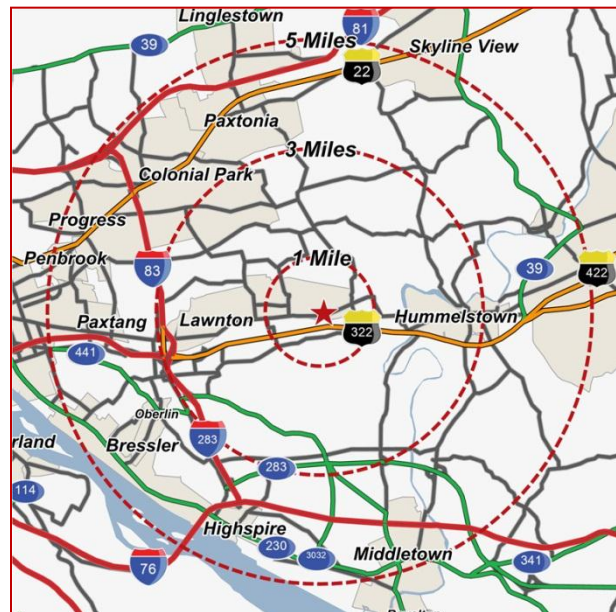 Linglestown
81
39
5 Miles
Skyline View
22
Paxtonia
3 Miles
Colonial Park
Progress
Penbrook
1 Mile
83
39
422
Paxtang
Lawnton
Hummelstown
322
441
Oberlin
Bressler
283
rland
283
114
Highspire
230
3032
Middletown
341
76